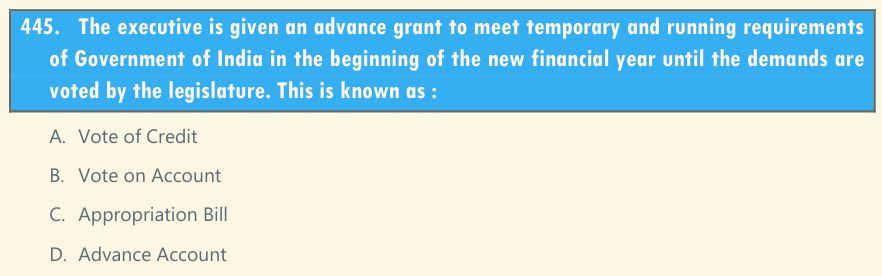 445. The executive is given an advance grant to meet temporary and running requirements
of Government of India in the beginning of the new financial year until the demands are
voted by the legislature. This is known as :
A. Vote of Credit
B. Vote on Account
C. Appropriation Bill
D. Advance Account